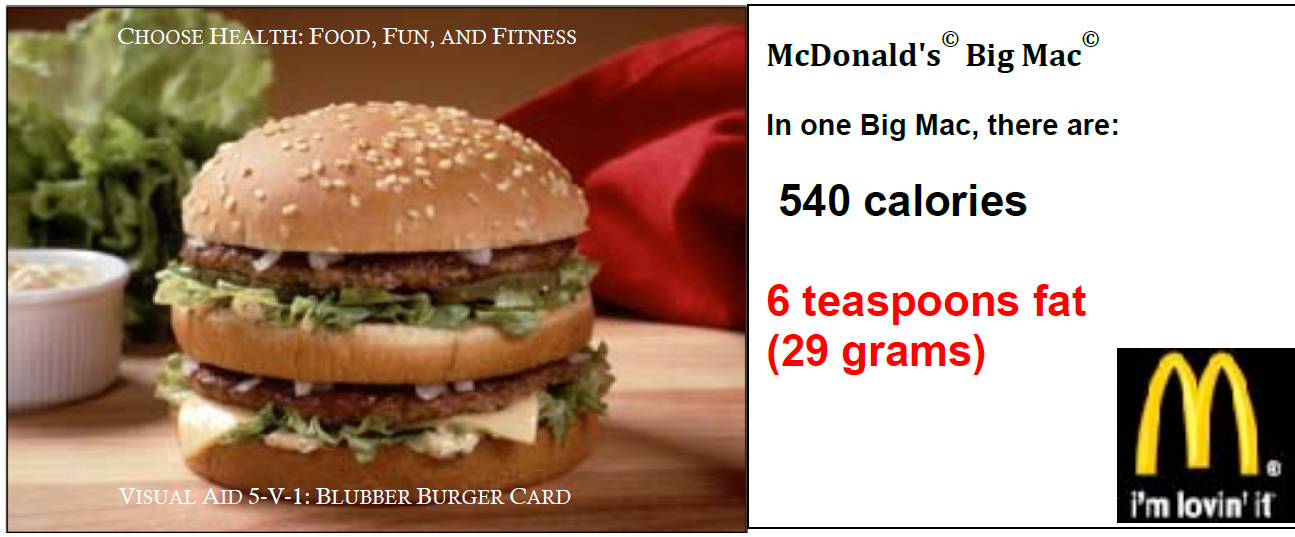 CHOOSE HEALTH: FOOD, FUN, AND FITNESS
VISUAL AID 5-V-1: BLUBBER BURGER CARD
McDonald's© Big Mac©
In one Big Mac, there are:
540 calories
6 teaspoons fat
(29 grams)
M®
i'm lovin' it